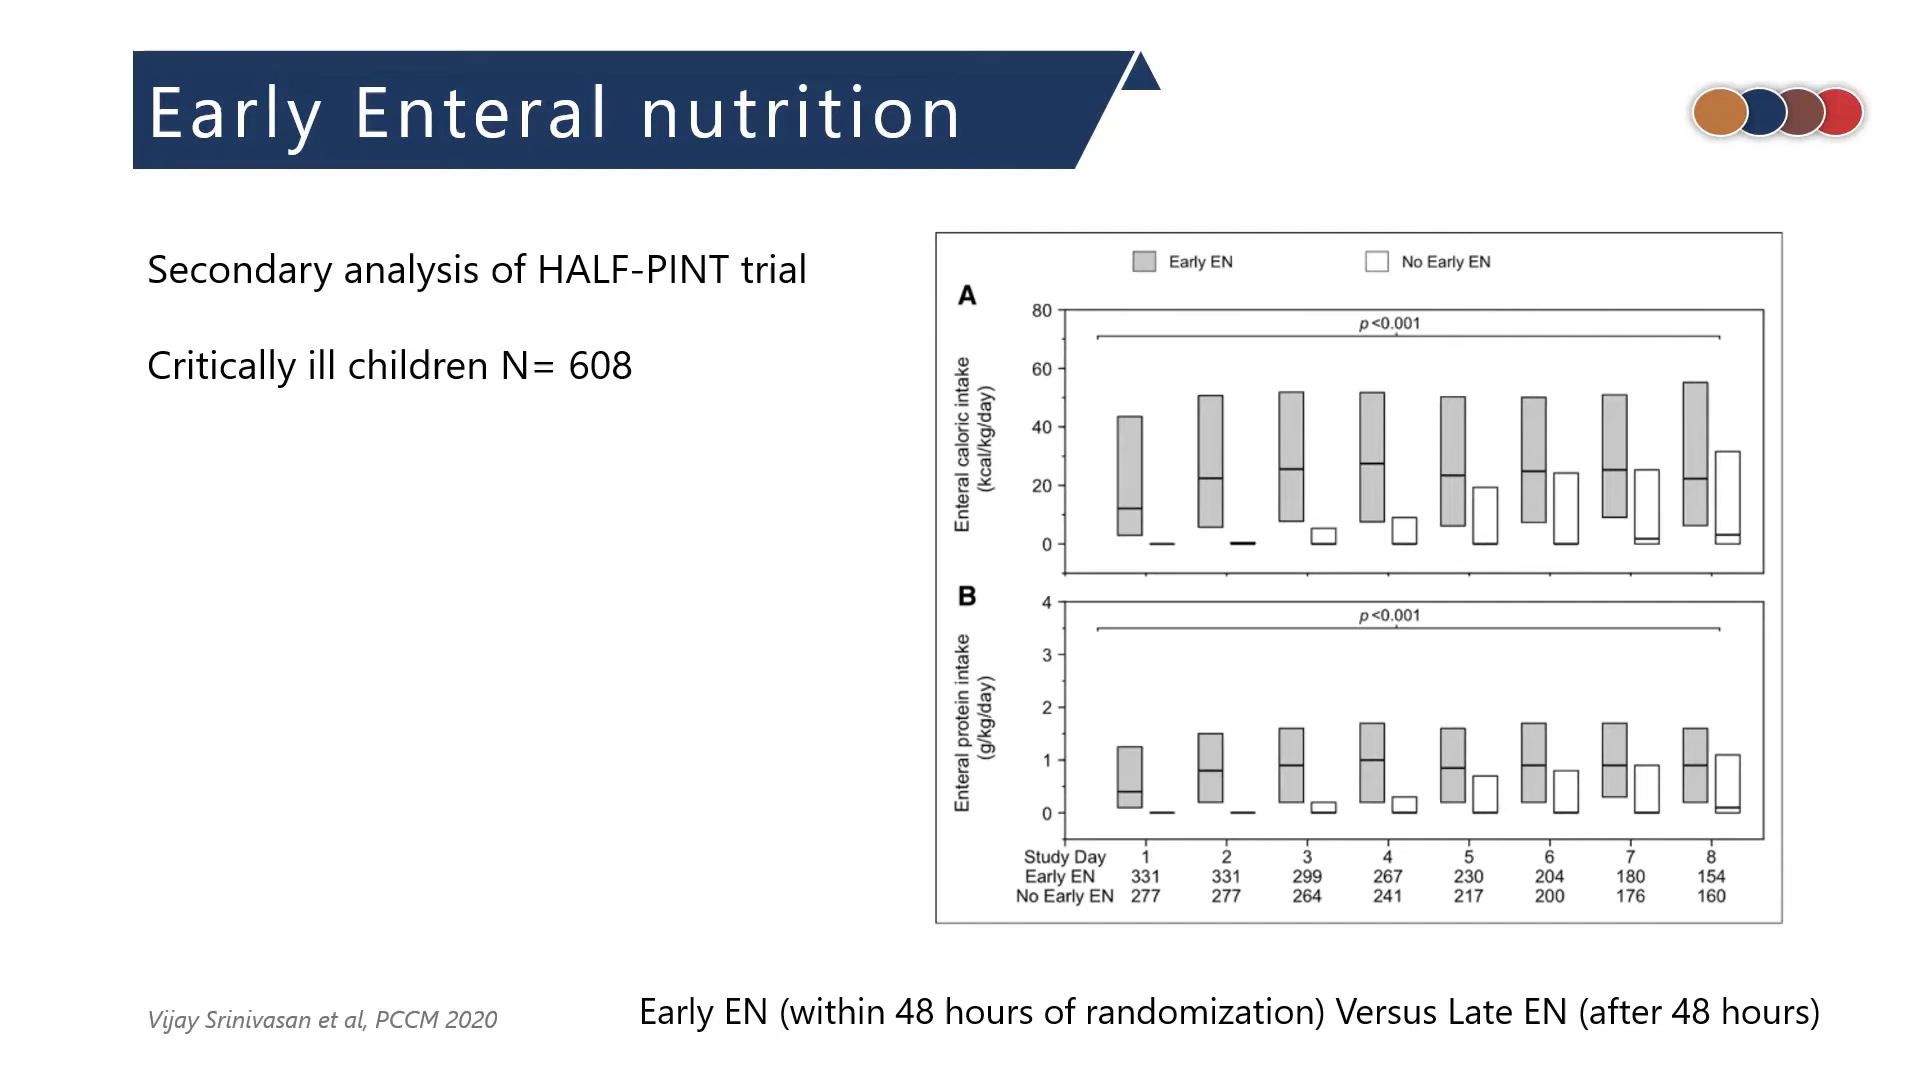 Early Enteral nutrition
Secondary analysis of HALF-PINT trial
Critically ill children N= 608
Early EN
No Early EN
A
80
60
40
20
0
Enteral caloric intake
(kcal/kg/day)
p<0.001
B
4
3
2
1
0
Enteral protein intake
(g/kg/day)
p<0.001
Study Day 1 2 3 4 5 6 7 8
Early EN 331 331 299 267 230 204 180 154
No Early EN 277 277 264 241 217 200 176 160
Vijay Srinivasan et al, PCCM 2020
Early EN (within 48 hours of randomization) Versus Late EN (after 48 hours)